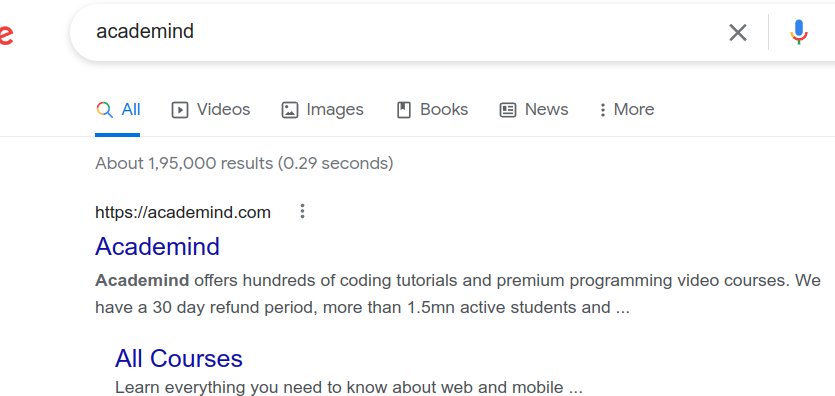 academind
All Videos Images Books News More
About 1,95,000 results (0.29 seconds)
https://academind.com
Academind
Academind offers hundreds of coding tutorials and premium programming video courses. We
have a 30 day refund period, more than 1.5mn active students and ...
All Courses
Learn everything you need to know about web and mobile ...